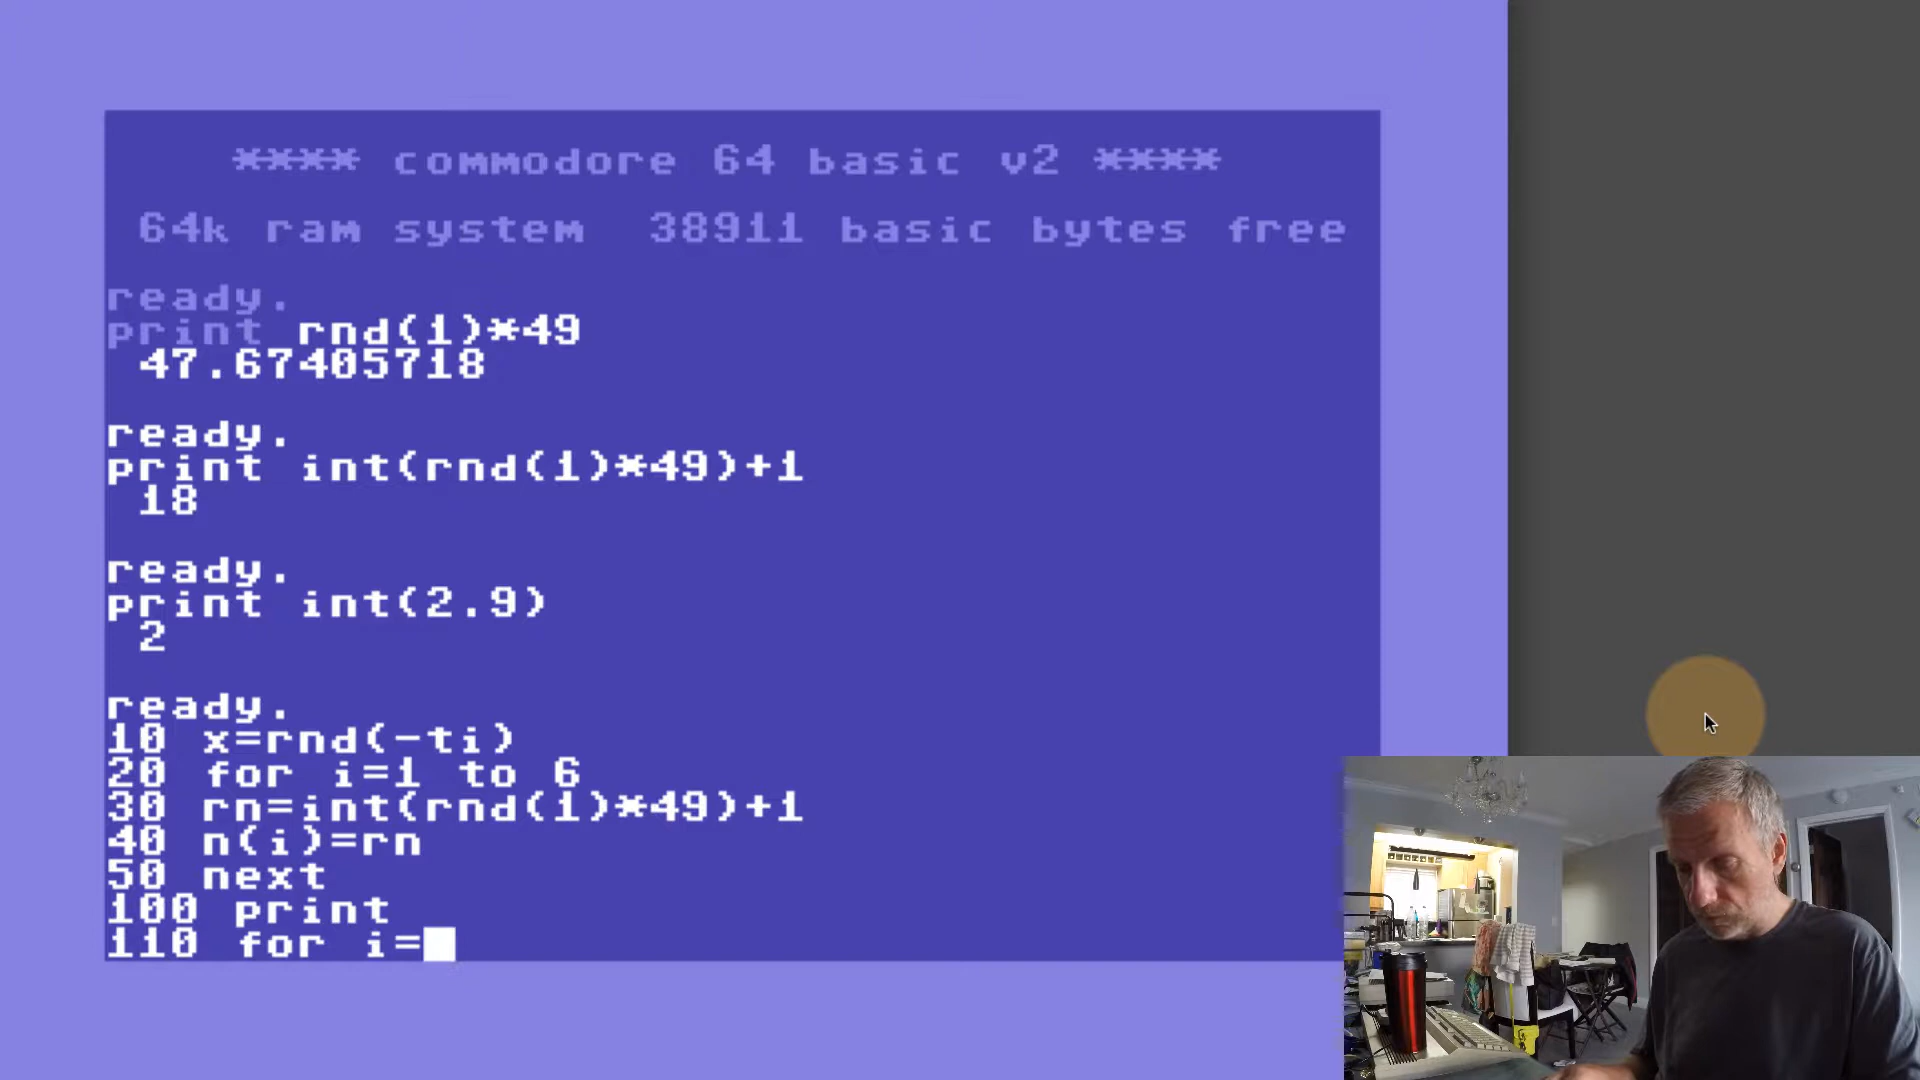 **** commodore 64 basic v2 ****
64k ram system  38911 basic bytes free
ready.
print rnd(1)*49
47.67405718
ready.
print int(rnd(1)*49)+1
18
ready.
print int(2.9)
2
ready.
10 x=rnd(-ti)
20 for i=1 to 6
30 rn=int(rnd(1)*49)+1
40 n(i)=rn
50 next
100 print
110 for i=